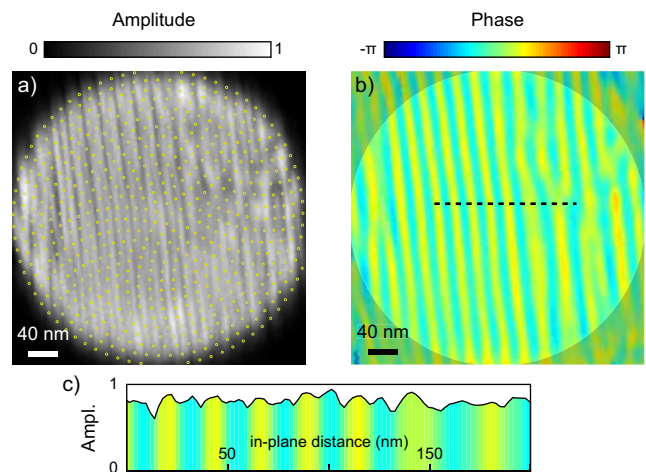 Amplitude
Phase
0
1
-π
π
a)
b)
40 nm
40 nm
c)
1
Ampl.
in-plane distance (nm)
50
150
0